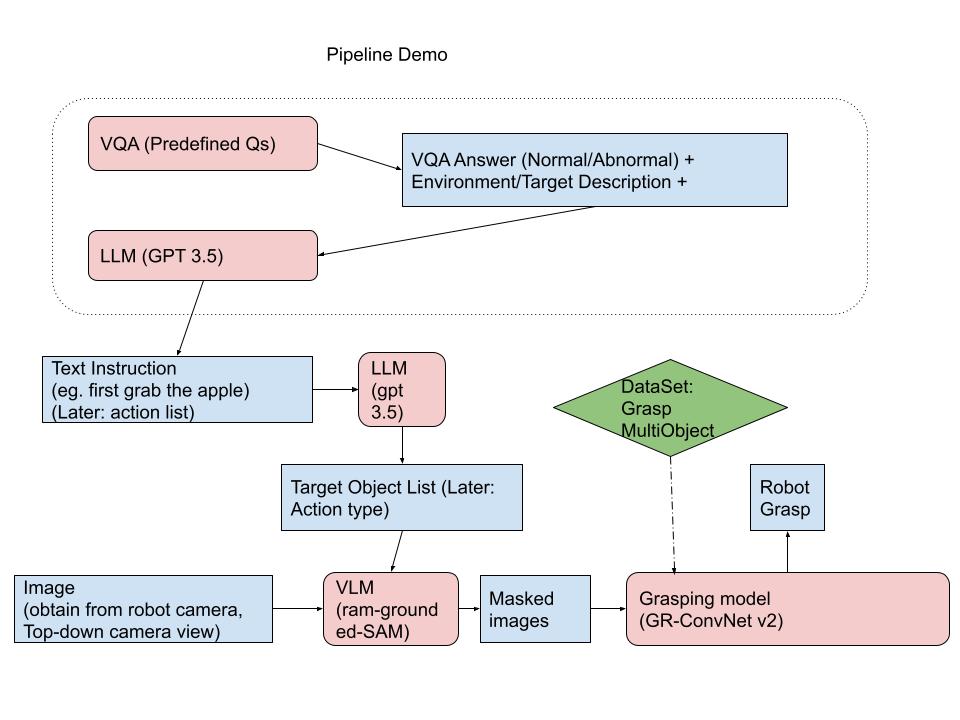 Pipeline Demo
VQA (Predefined Qs)
VQA Answer (Normal/Abnormal) +
Environment/Target Description +
LLM (GPT 3.5)
Text Instruction
(eg. first grab the apple)
(Later: action list)
LLM
(gpt
3.5)
DataSet:
Grasp
MultiObject
Target Object List (Later:
Action type)
Robot
Grasp
Image
(obtain from robot camera,
Top-down camera view)
VLM
(ram-ground
ed-SAM)
Masked
images
Grasping model
(GR-ConvNet v2)